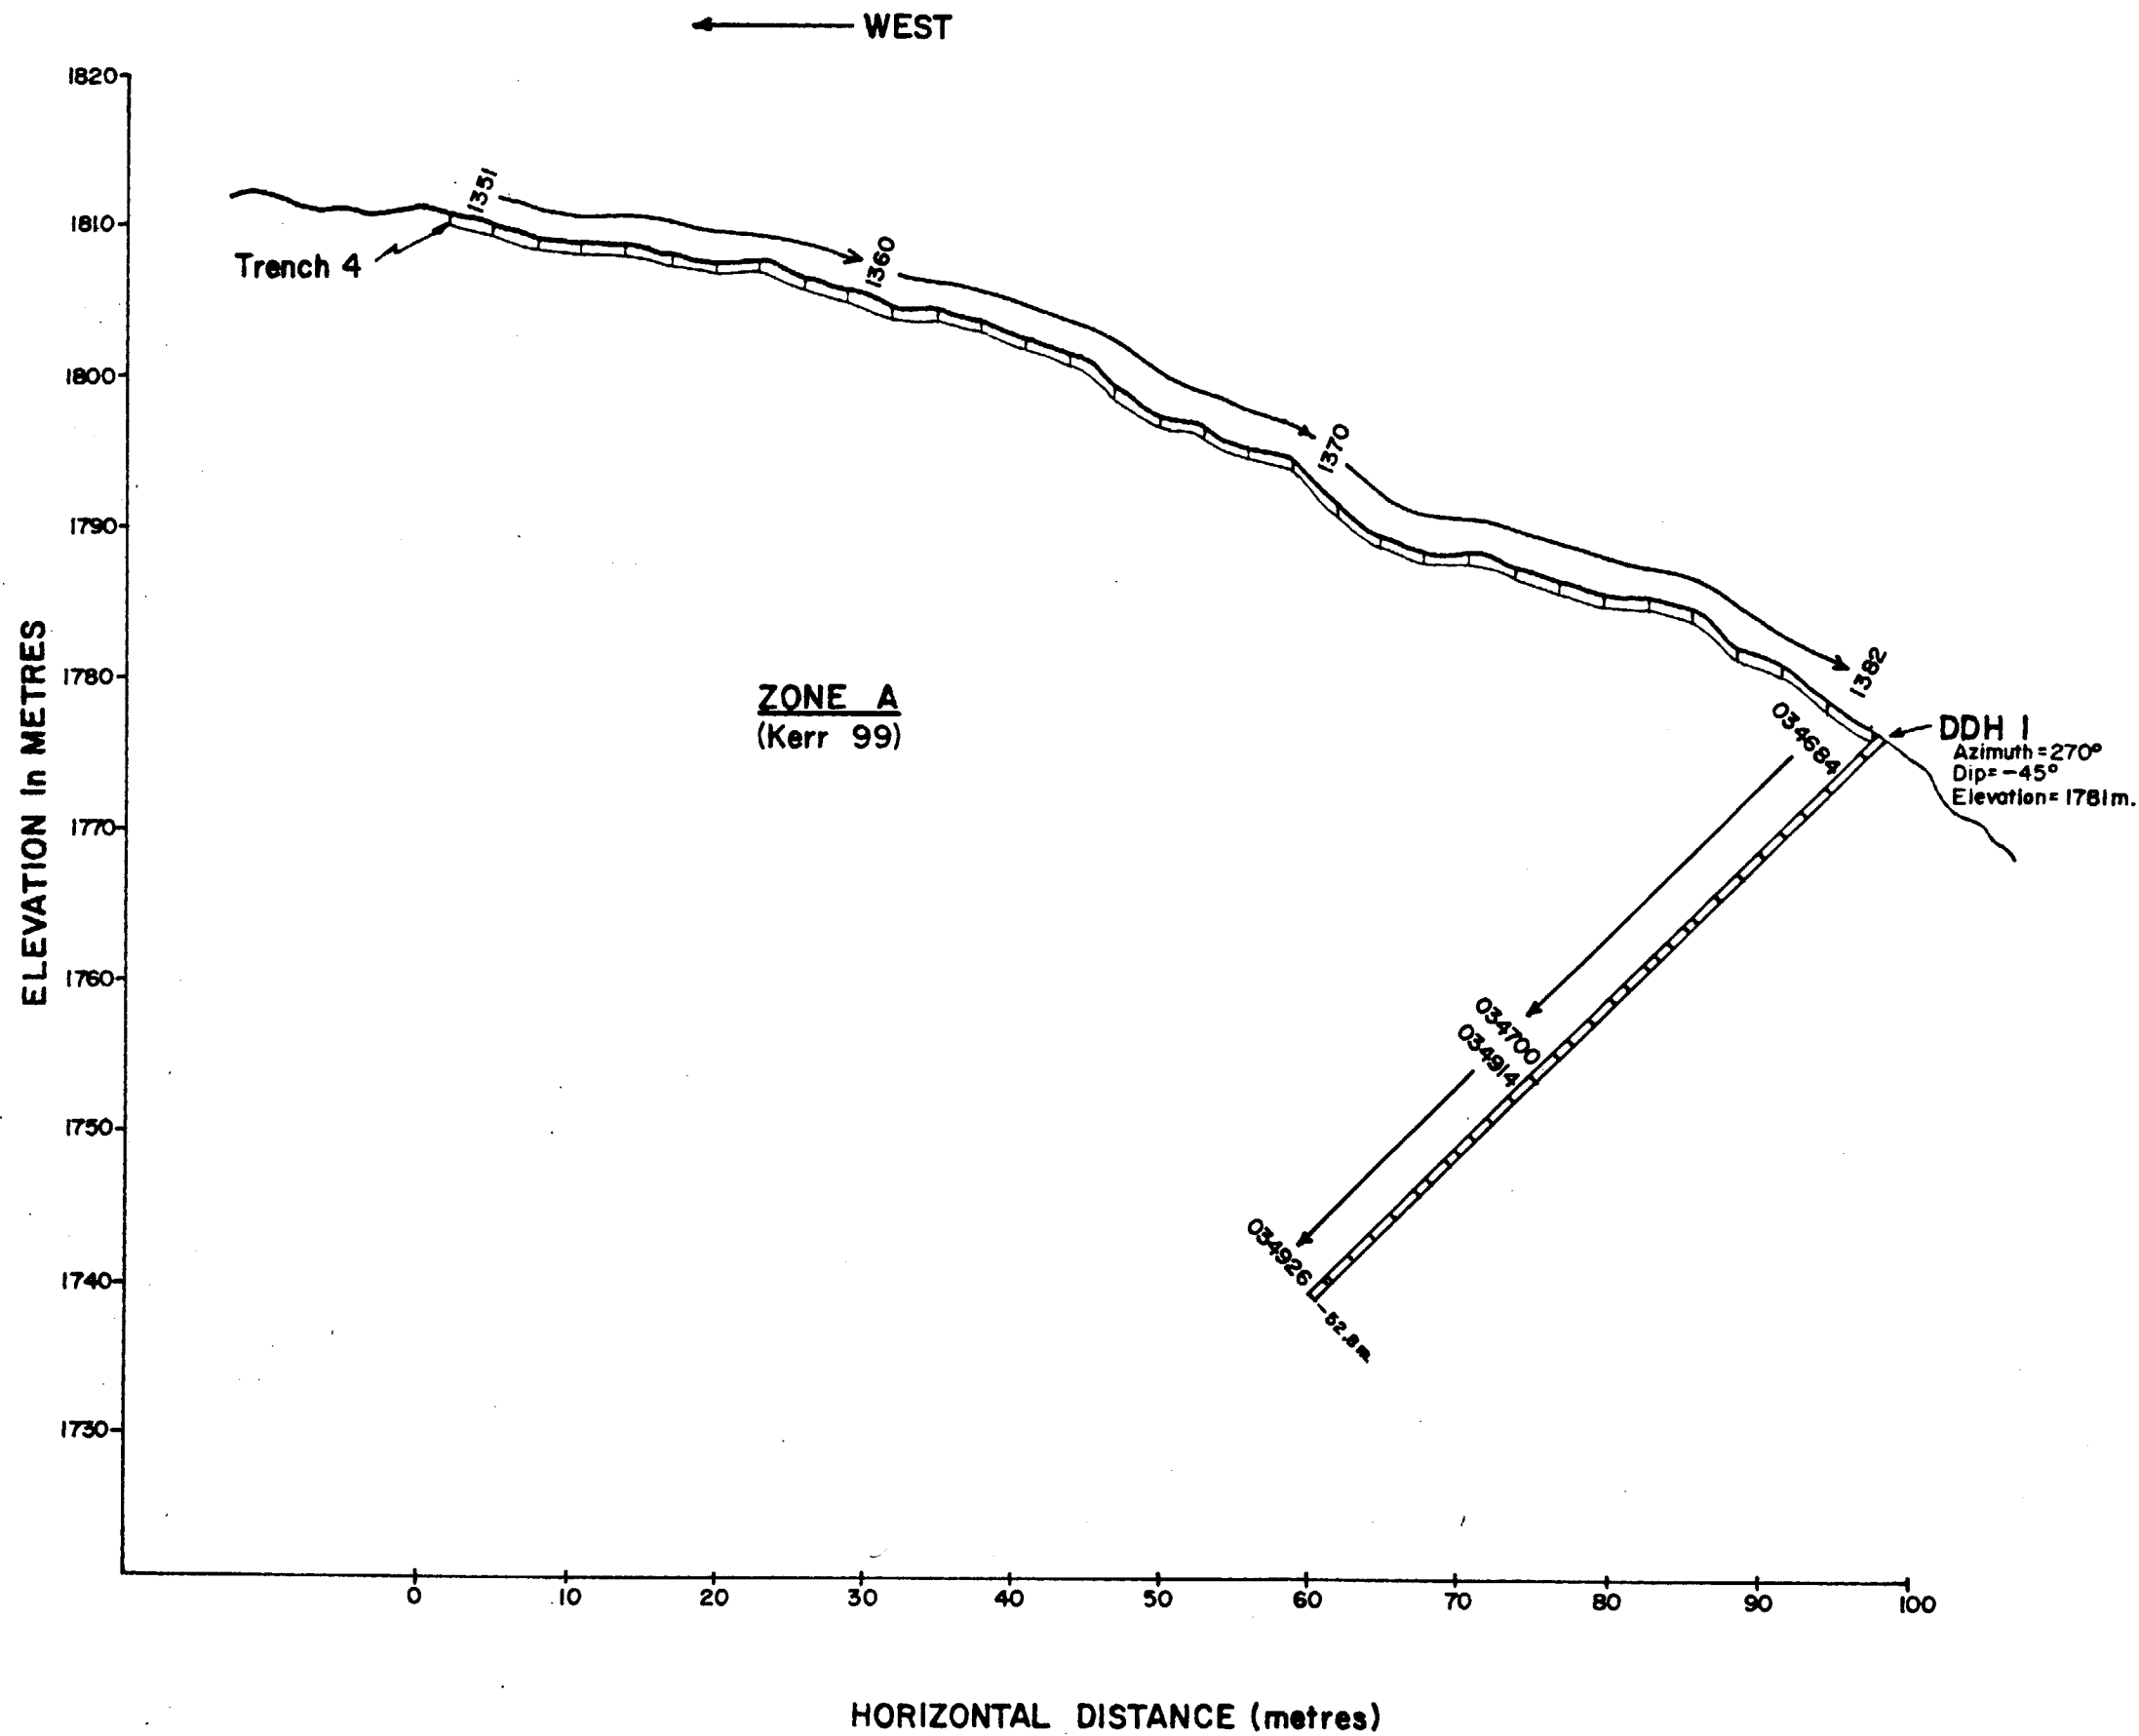 WEST
1820
1810
1800
1790
1780
1770
1760
1750
1740
1730
ELEVATION In METRES
1351
1360
1370
1382
Trench 4
ZONE A
(Kerr 99)
DDH 1
Azimuth = 270°
Dip = -45°
Elevation = 1781 m.
034684
034700
034914
034926
-52.8 m.
0 10 20 30 40 50 60 70 80 90 100
HORIZONTAL DISTANCE (metres)